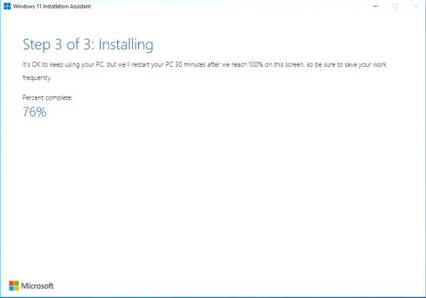 Windows 11 Installation Assistant
Step 3 of 3: Installing
It's OK to keep using your PC, but we'll restart your PC 30 minutes after we reach 100% on this screen, so be sure to save your work
frequently.
Percent complete:
76%
Microsoft